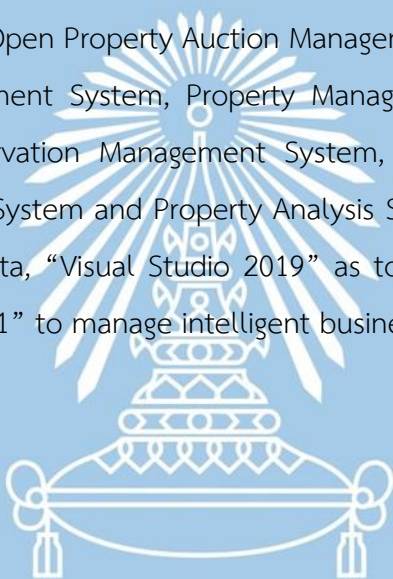 Open Property Auction Managem
ment System, Property Manag
rvation Management System,
System and Property Analysis S
ta, “Visual Studio 2019” as to
1” to manage intelligent busine